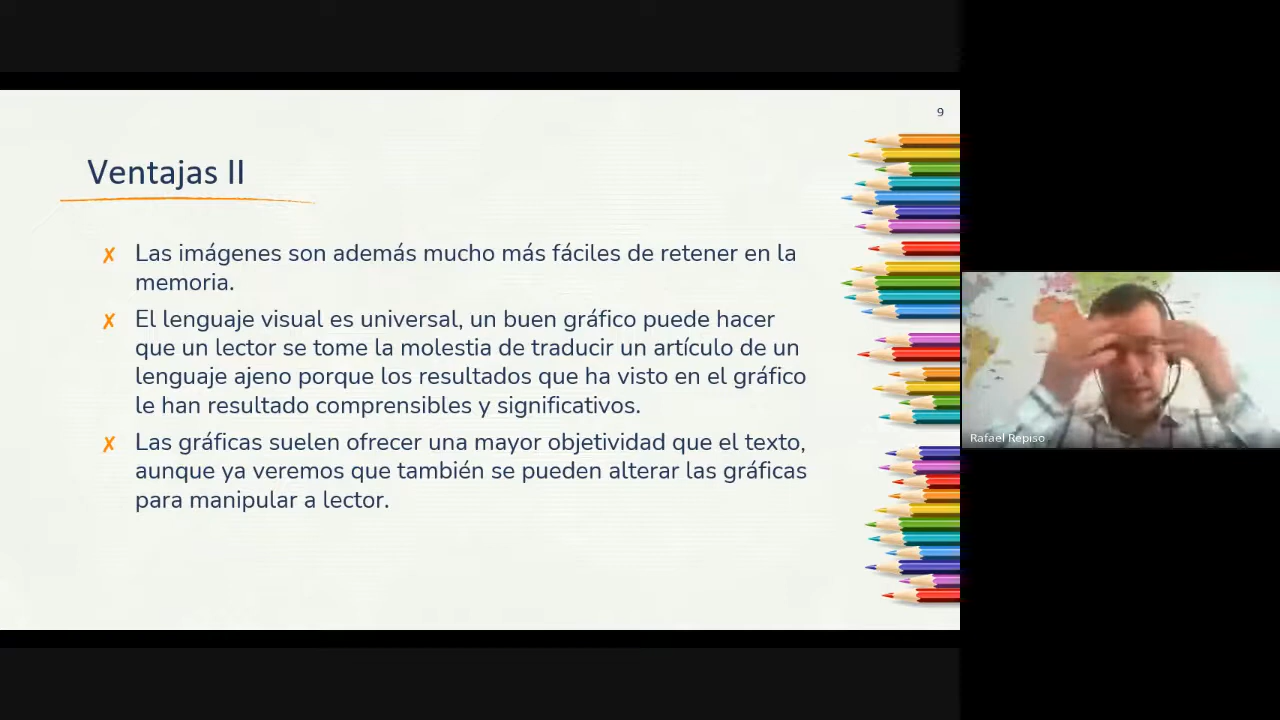 9
Ventajas II
✗ Las imágenes son además mucho más fáciles de retener en la
memoria.
✗ El lenguaje visual es universal, un buen gráfico puede hacer
que un lector se tome la molestia de traducir un artículo de un
lenguaje ajeno porque los resultados que ha visto en el gráfico
le han resultado comprensibles y significativos.
✗ Las gráficas suelen ofrecer una mayor objetividad que el texto,
aunque ya veremos que también se pueden alterar las gráficas
para manipular a lector.
Rafael Repiso